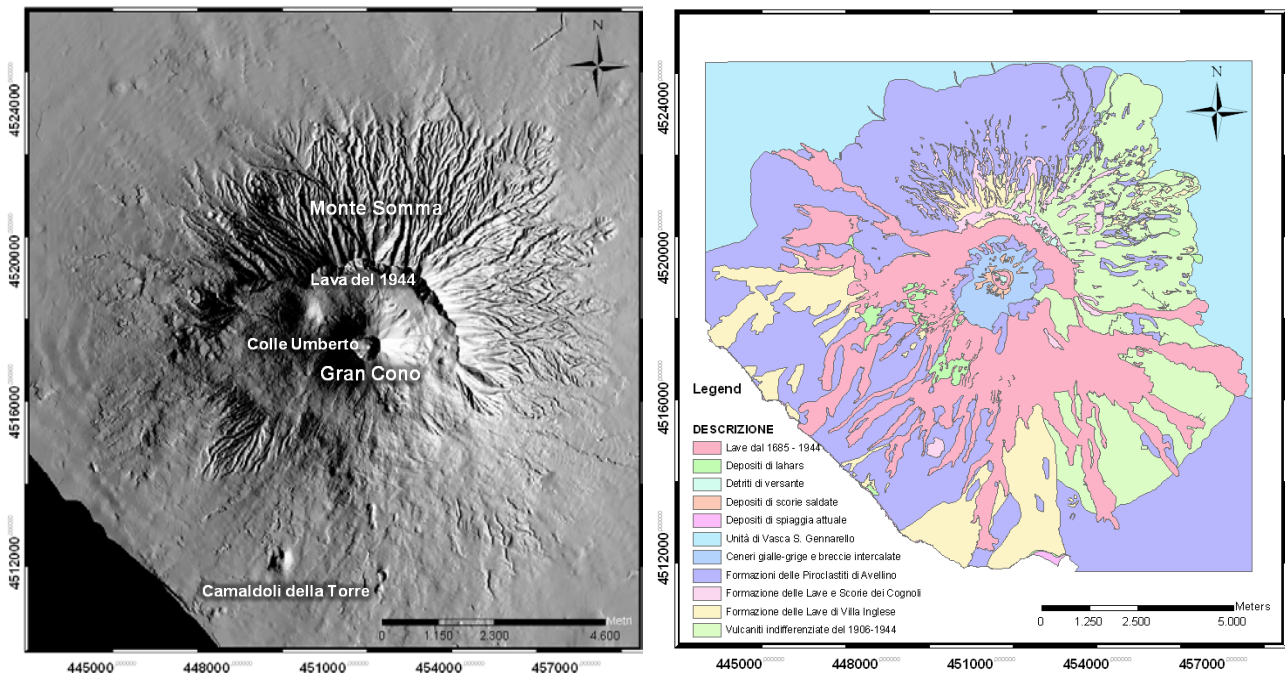 N
4524000
4520000
4516000
4512000
Monte Somma
Lava del 1944
Colle Umberto
Gran Cono
Camaldoli della Torre
Metri
0 1.150 2.300 4.600
445000 448000 451000 454000 457000
N
4524000
4520000
4516000
4512000
Legend
DESCRIZIONE
Lave dal 1685 - 1944
Depositi di lahars
Detriti di versante
Depositi di scorie saldate
Depositi di spiaggia attuale
Unità di Vasca S. Gennarello
Ceneri gialle-grige e breccie intercalate
Formazioni delle Piroclastiti di Avellino
Formazione delle Lave e Scorie dei Cognoli
Formazione delle Lave di Villa Inglese
Vulcaniti indifferenziate del 1906-1944
Meters
0 1.250 2.500 5.000
445000 448000 451000 454000 457000